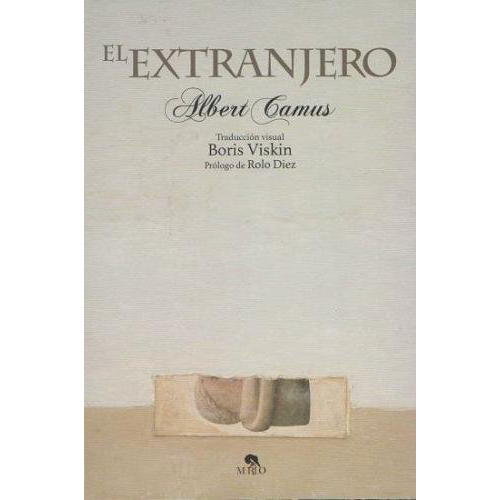 EL EXTRANJERO
Albert Camus
Traducción visual
Boris Viskin
Prólogo de Rolo Diez